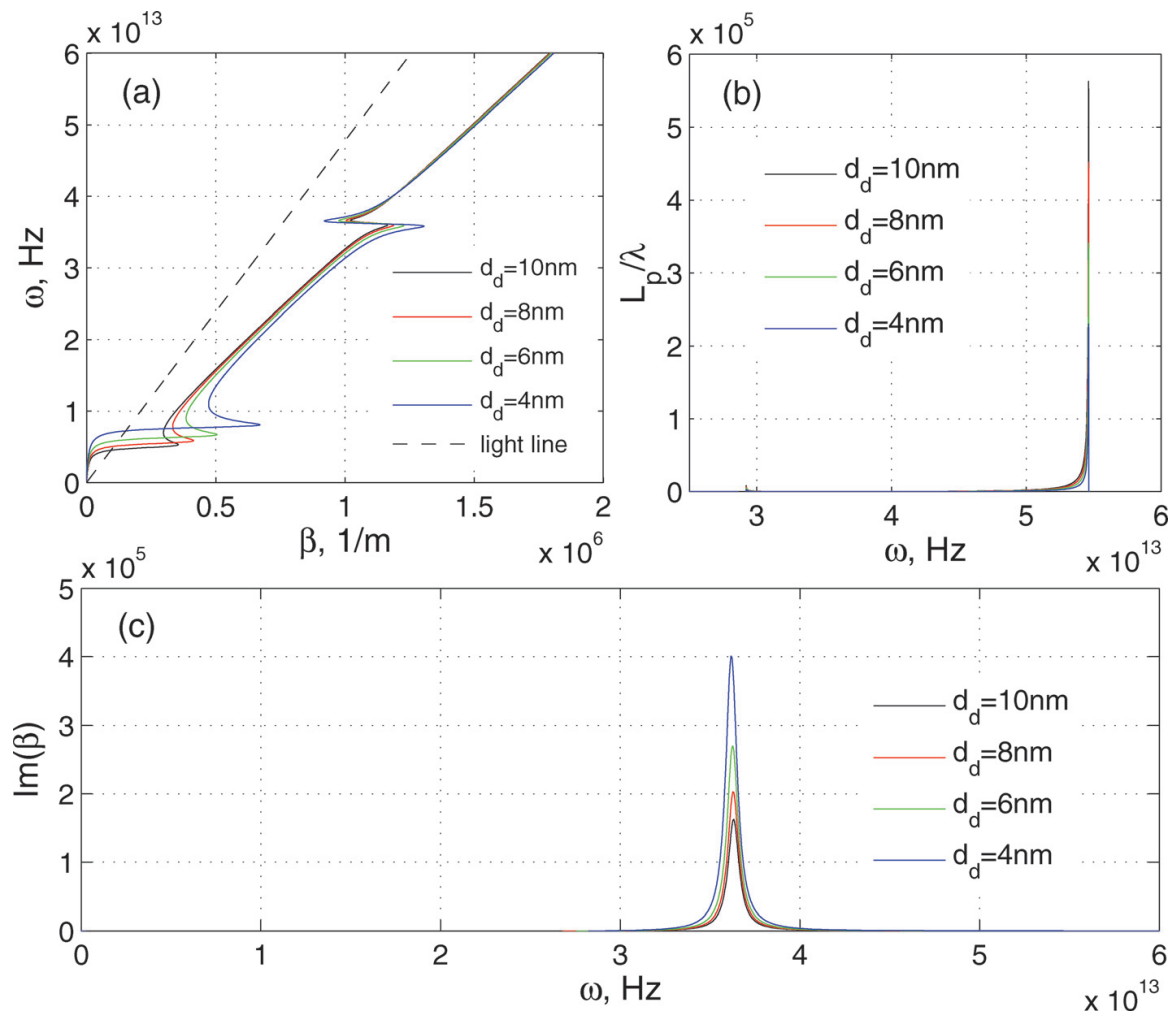 x 10^13
6
5
4
3
2
1
0
(a)
ω, Hz
d_d=10nm
d_d=8nm
d_d=6nm
d_d=4nm
light line
0 0.5 1 1.5 2
β, 1/m
x 10^6
x 10^5
6
5
4
3
2
1
0
(b)
L_p/λ
d_d=10nm
d_d=8nm
d_d=6nm
d_d=4nm
3 4 5 6
ω, Hz
x 10^13
x 10^5
5
4
3
2
1
0
(c)
Im(β)
d_d=10nm
d_d=8nm
d_d=6nm
d_d=4nm
0 1 2 3 4 5 6
ω, Hz
x 10^13